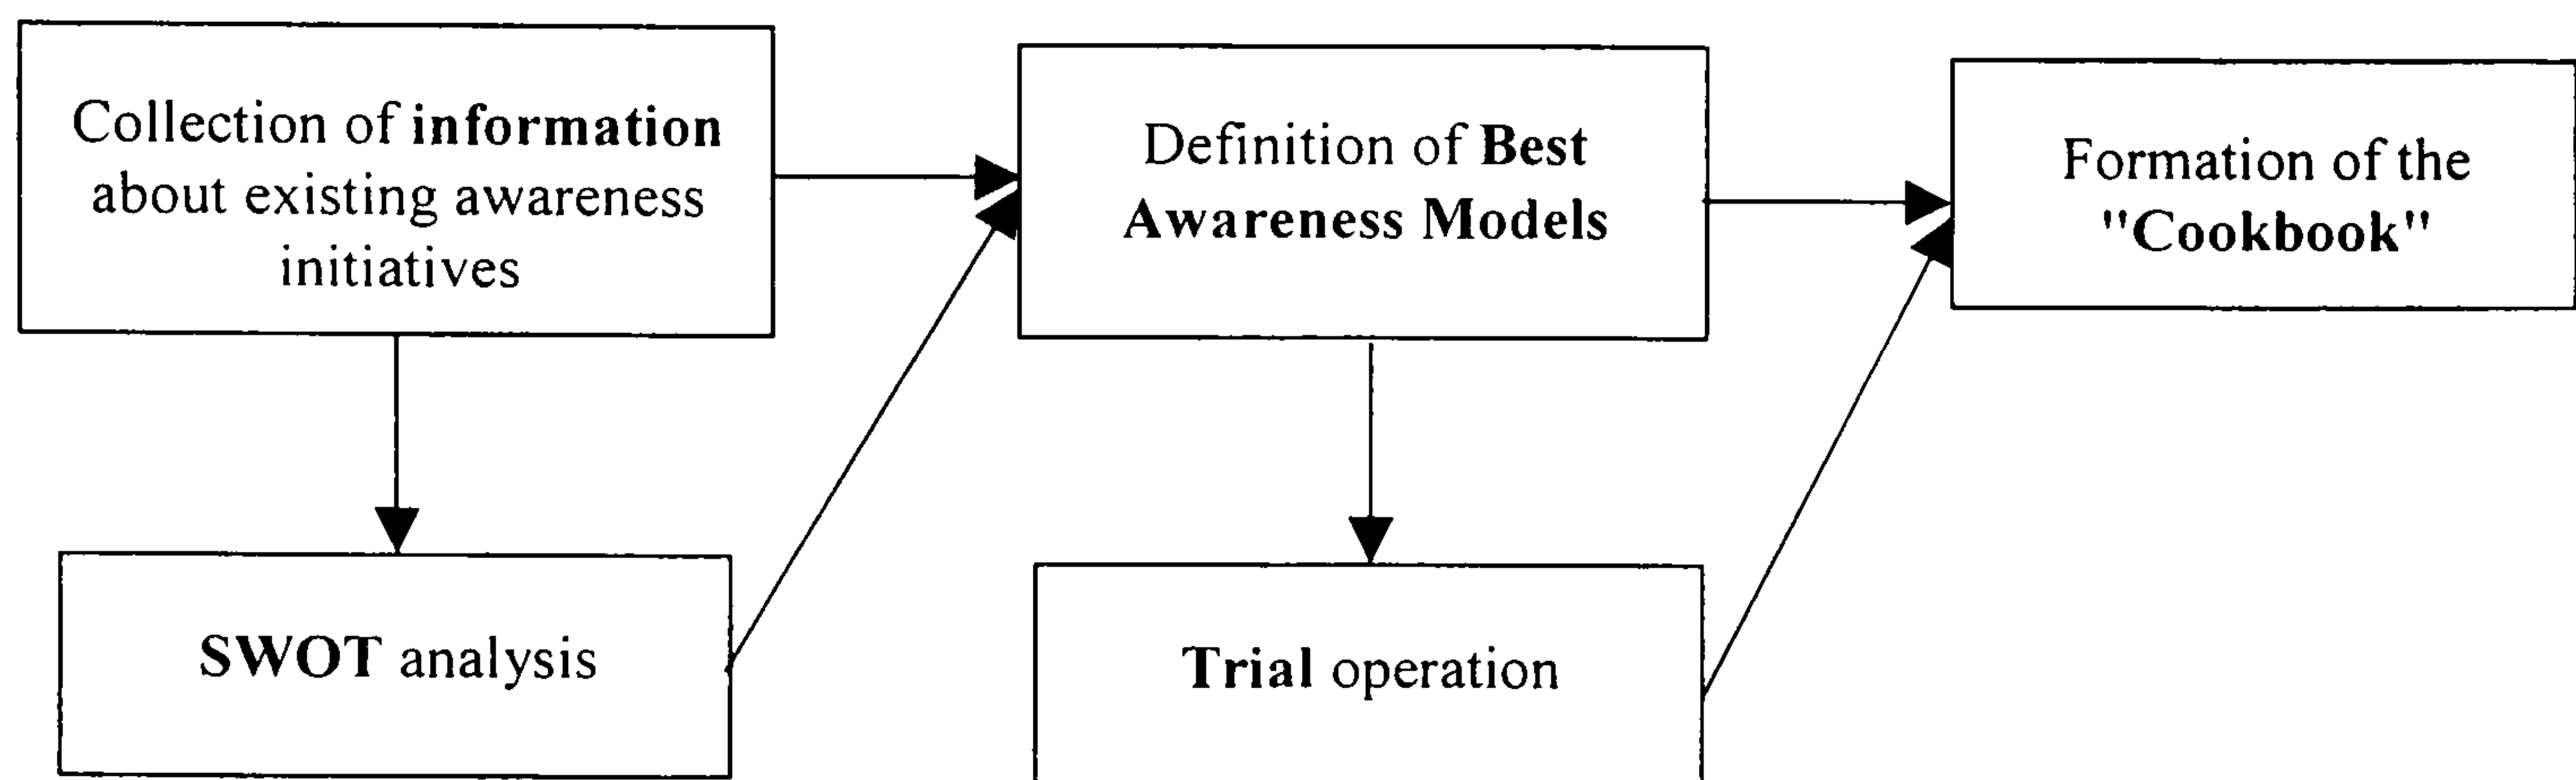 Collection of information
about existing awareness
initiatives
Definition of Best
Awareness Models
Formation of the
"Cookbook"
SWOT analysis
Trial operation